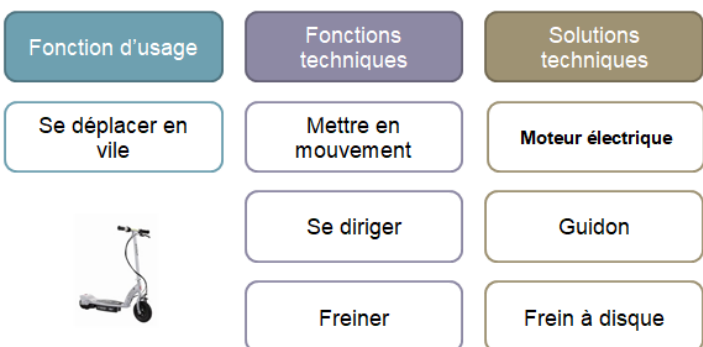 Fonction d’usage
Fonctions
techniques
Solutions
techniques
Se déplacer en
vile
Mettre en
mouvement
Moteur électrique
Se diriger
Guidon
Freiner
Frein à disque